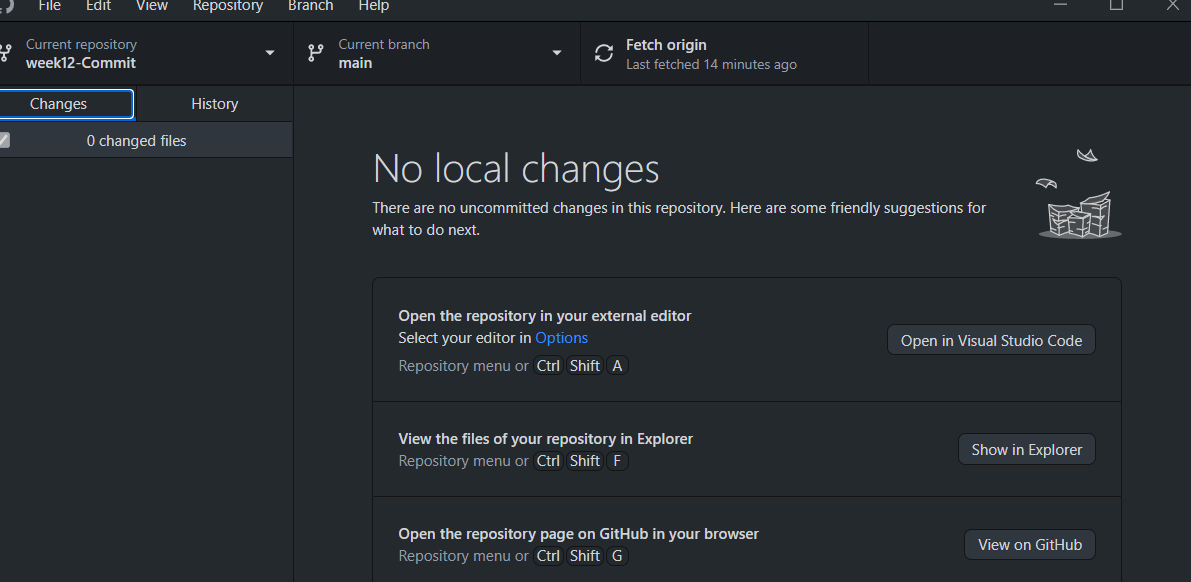 File Edit View Repository Branch Help
Current repository
week12-Commit
Current branch
main
Fetch origin
Last fetched 14 minutes ago
Changes
History
0 changed files
No local changes
There are no uncommitted changes in this repository. Here are some friendly suggestions for
what to do next.
Open the repository in your external editor
Select your editor in Options
Repository menu or Ctrl Shift A
Open in Visual Studio Code
View the files of your repository in Explorer
Repository menu or Ctrl Shift F
Show in Explorer
Open the repository page on GitHub in your browser
Repository menu or Ctrl Shift G
View on GitHub